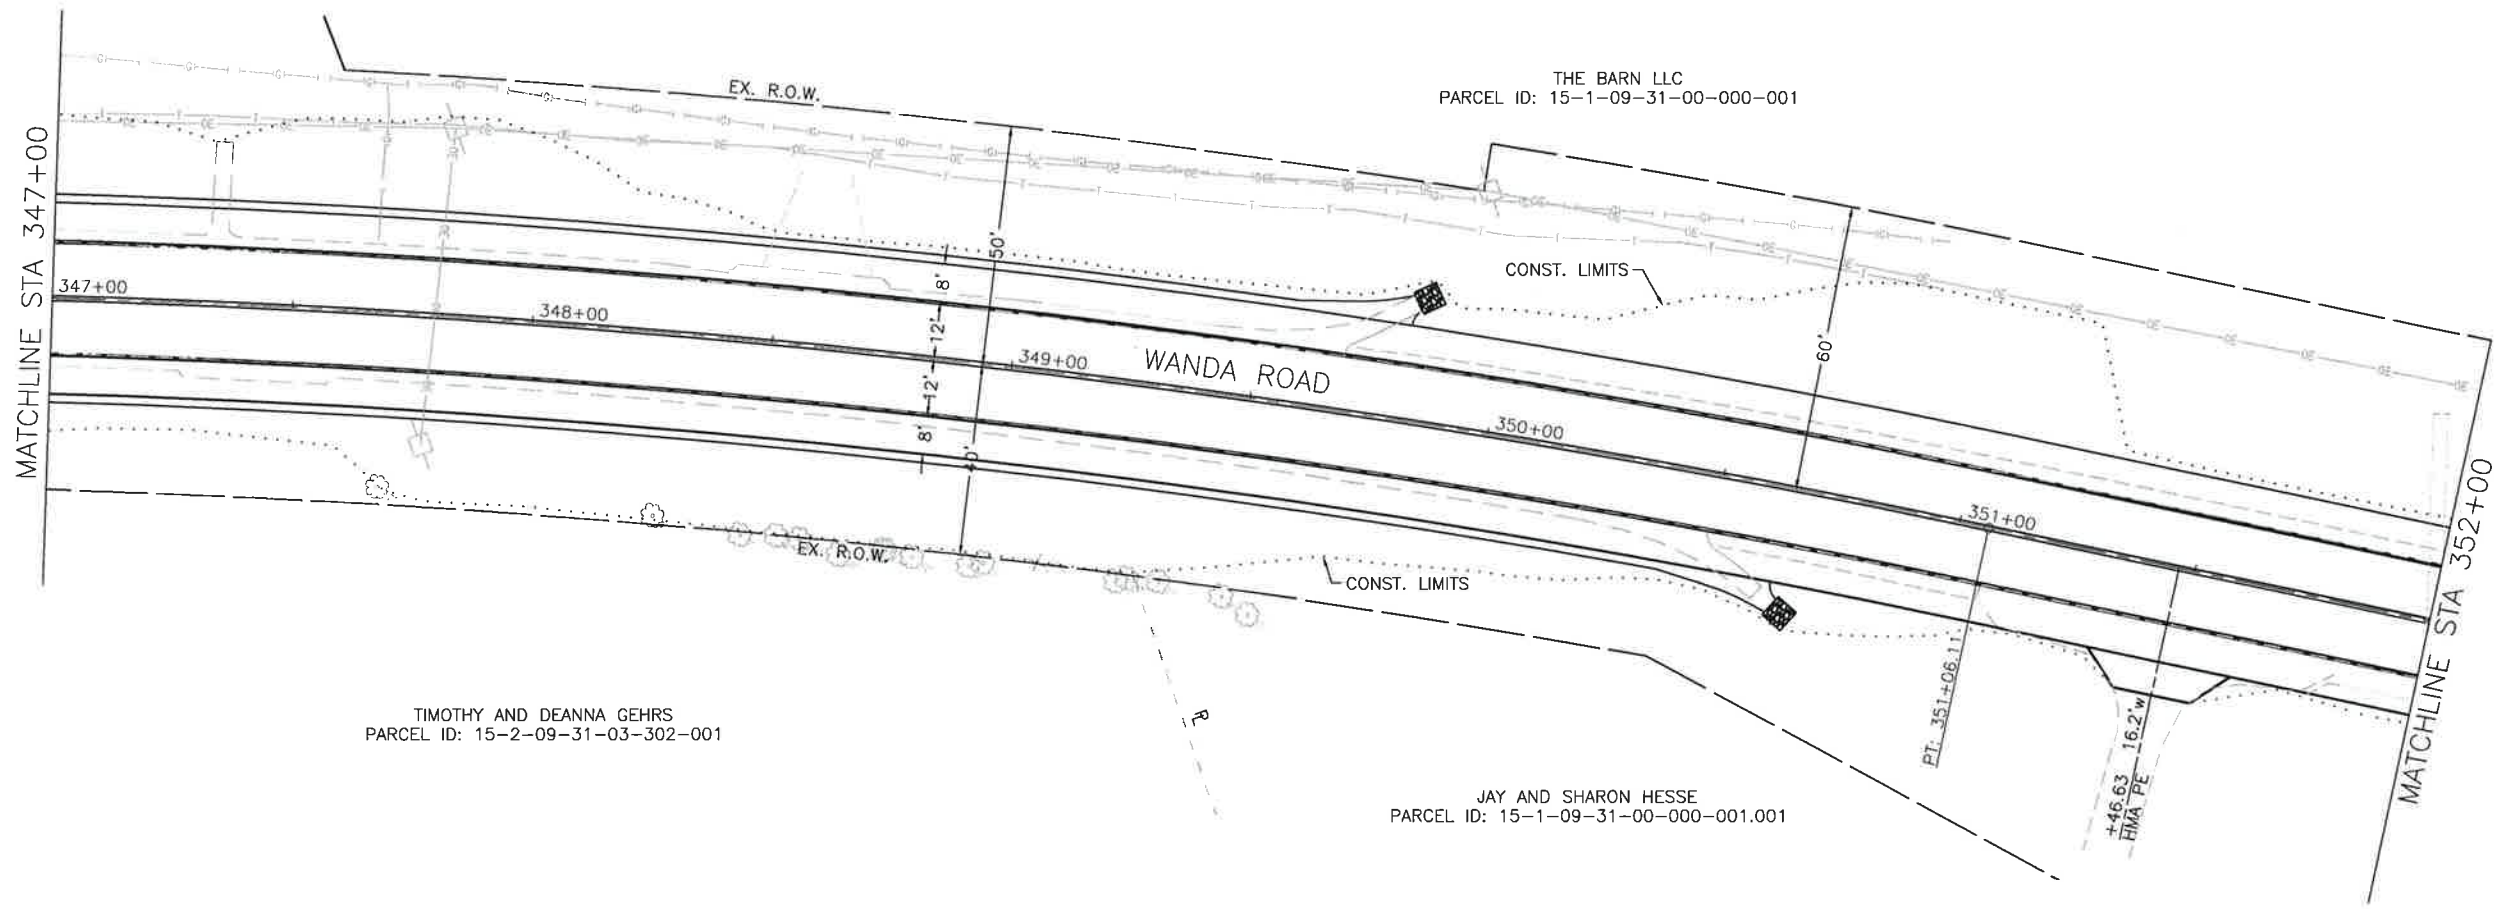 THE BARN LLC
PARCEL ID: 15-1-09-31-00-000-001
EX. R.O.W.
MATCHLINE STA 347+00
347+00
348+00
349+00
350+00
351+00
WANDA ROAD
50'
8'
12'
12'
8'
40'
60'
CONST. LIMITS
CONST. LIMITS
EX. R.O.W.
TIMOTHY AND DEANNA GEHRS
PARCEL ID: 15-2-09-31-03-302-001
JAY AND SHARON HESSE
PARCEL ID: 15-1-09-31-00-000-001.001
PT: 351+06.11
+46.63 16.2'w
HMA PE
MATCHLINE STA 352+00